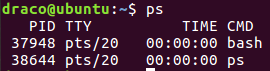 draco@ubuntu:~$ ps
PID TTY TIME CMD
37948 pts/20 00:00:00 bash
38644 pts/20 00:00:00 ps